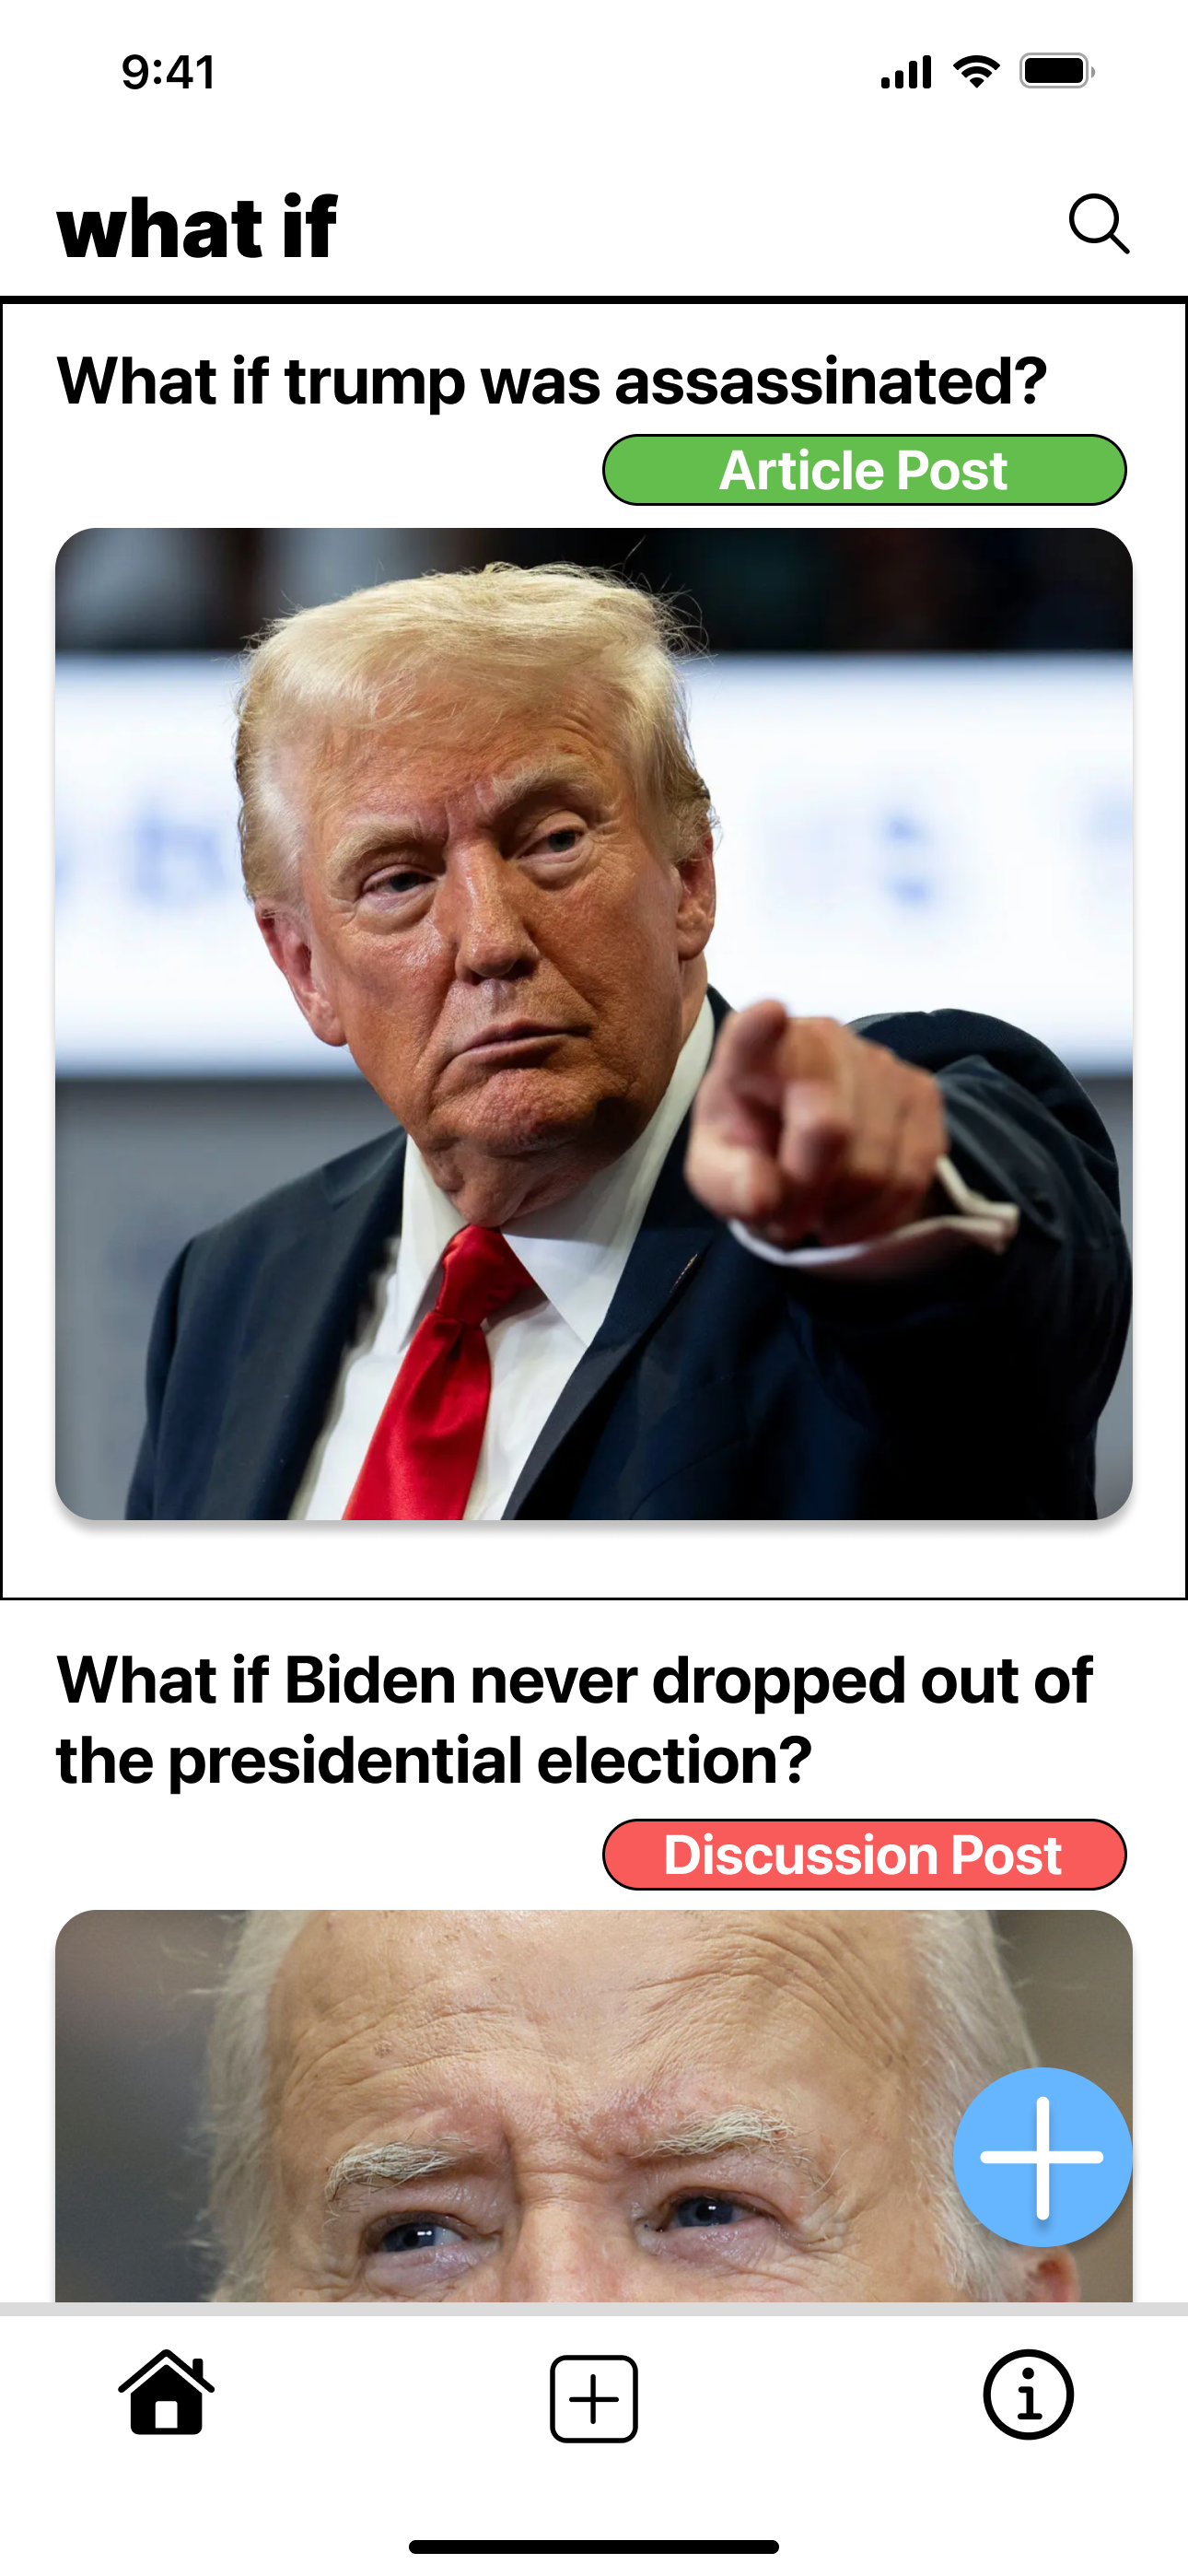 9:41
what if
What if trump was assassinated?
Article Post
What if Biden never dropped out of
the presidential election?
Discussion Post